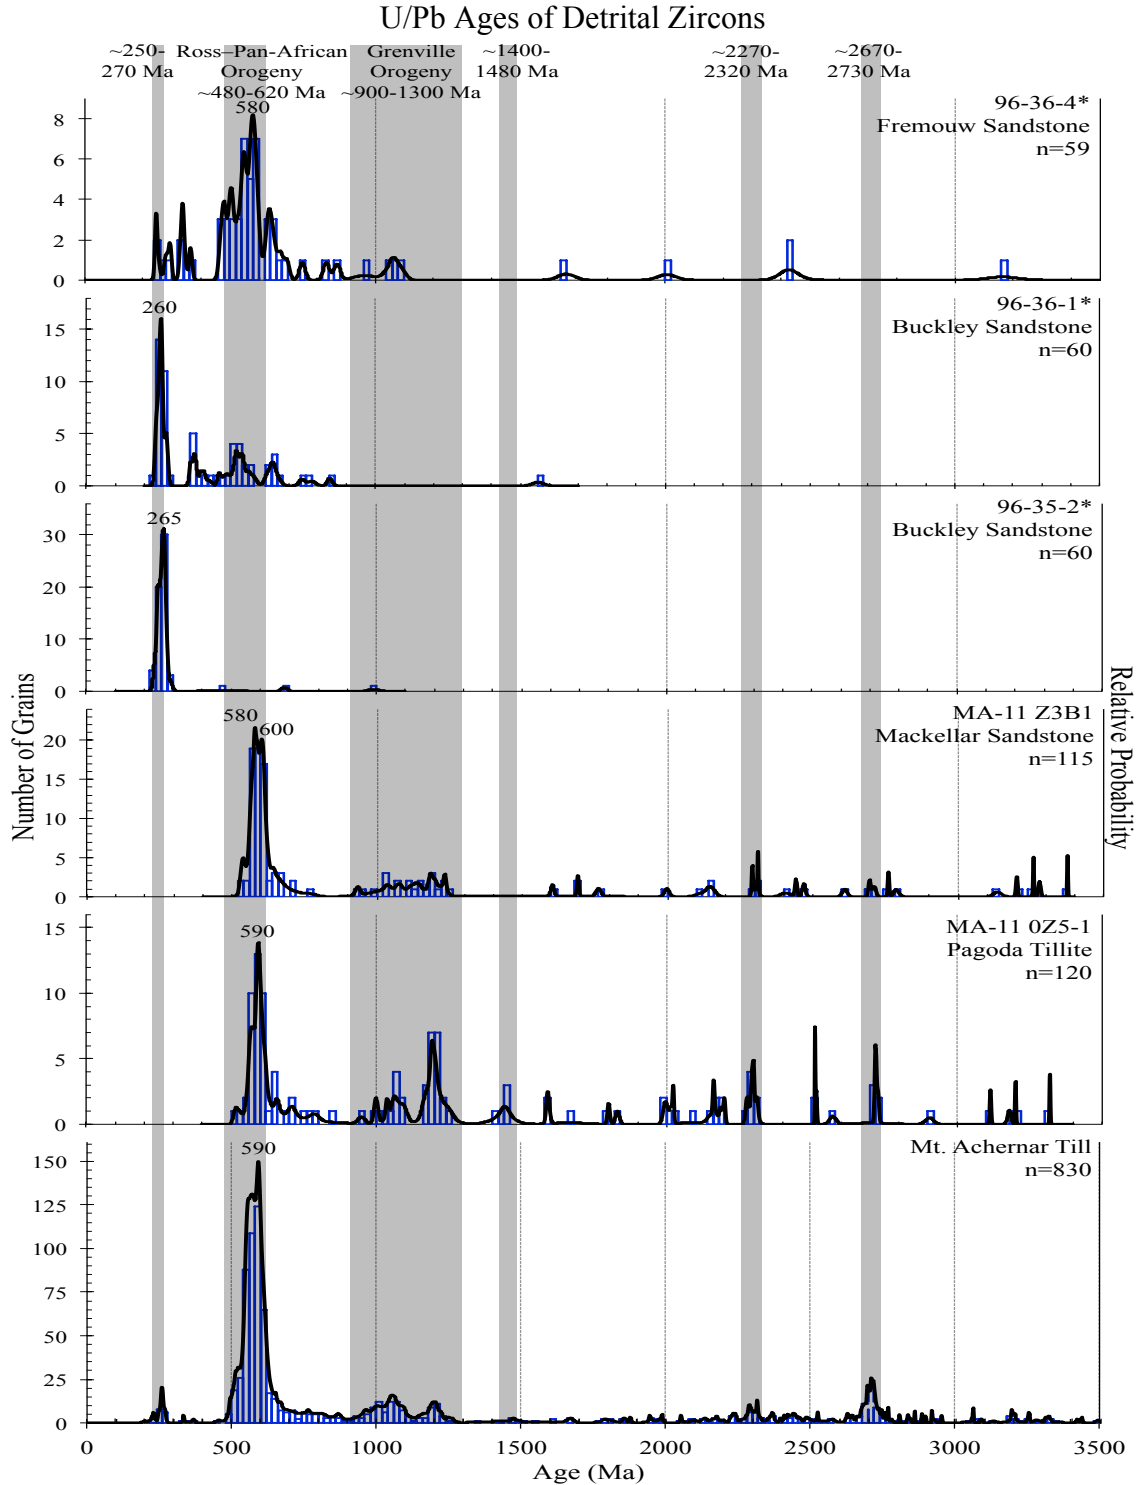 U/Pb Ages of Detrital Zircons
~250-
270 Ma
Ross–Pan-African
Orogeny
~480-620 Ma
Grenville
Orogeny
~900-1300 Ma
~1400-
1480 Ma
~2270-
2320 Ma
~2670-
2730 Ma
580
96-36-4*
Fremouw Sandstone
n=59
8
6
4
2
0
260
96-36-1*
Buckley Sandstone
n=60
15
10
5
0
265
96-35-2*
Buckley Sandstone
n=60
30
20
10
0
580
600
MA-11 Z3B1
Mackellar Sandstone
n=115
20
15
10
5
0
590
MA-11 0Z5-1
Pagoda Tillite
n=120
15
10
5
0
590
Mt. Achernar Till
n=830
150
125
100
75
50
25
0
Number of Grains
Relative Probability
0 500 1000 1500 2000 2500 3000 3500
Age (Ma)